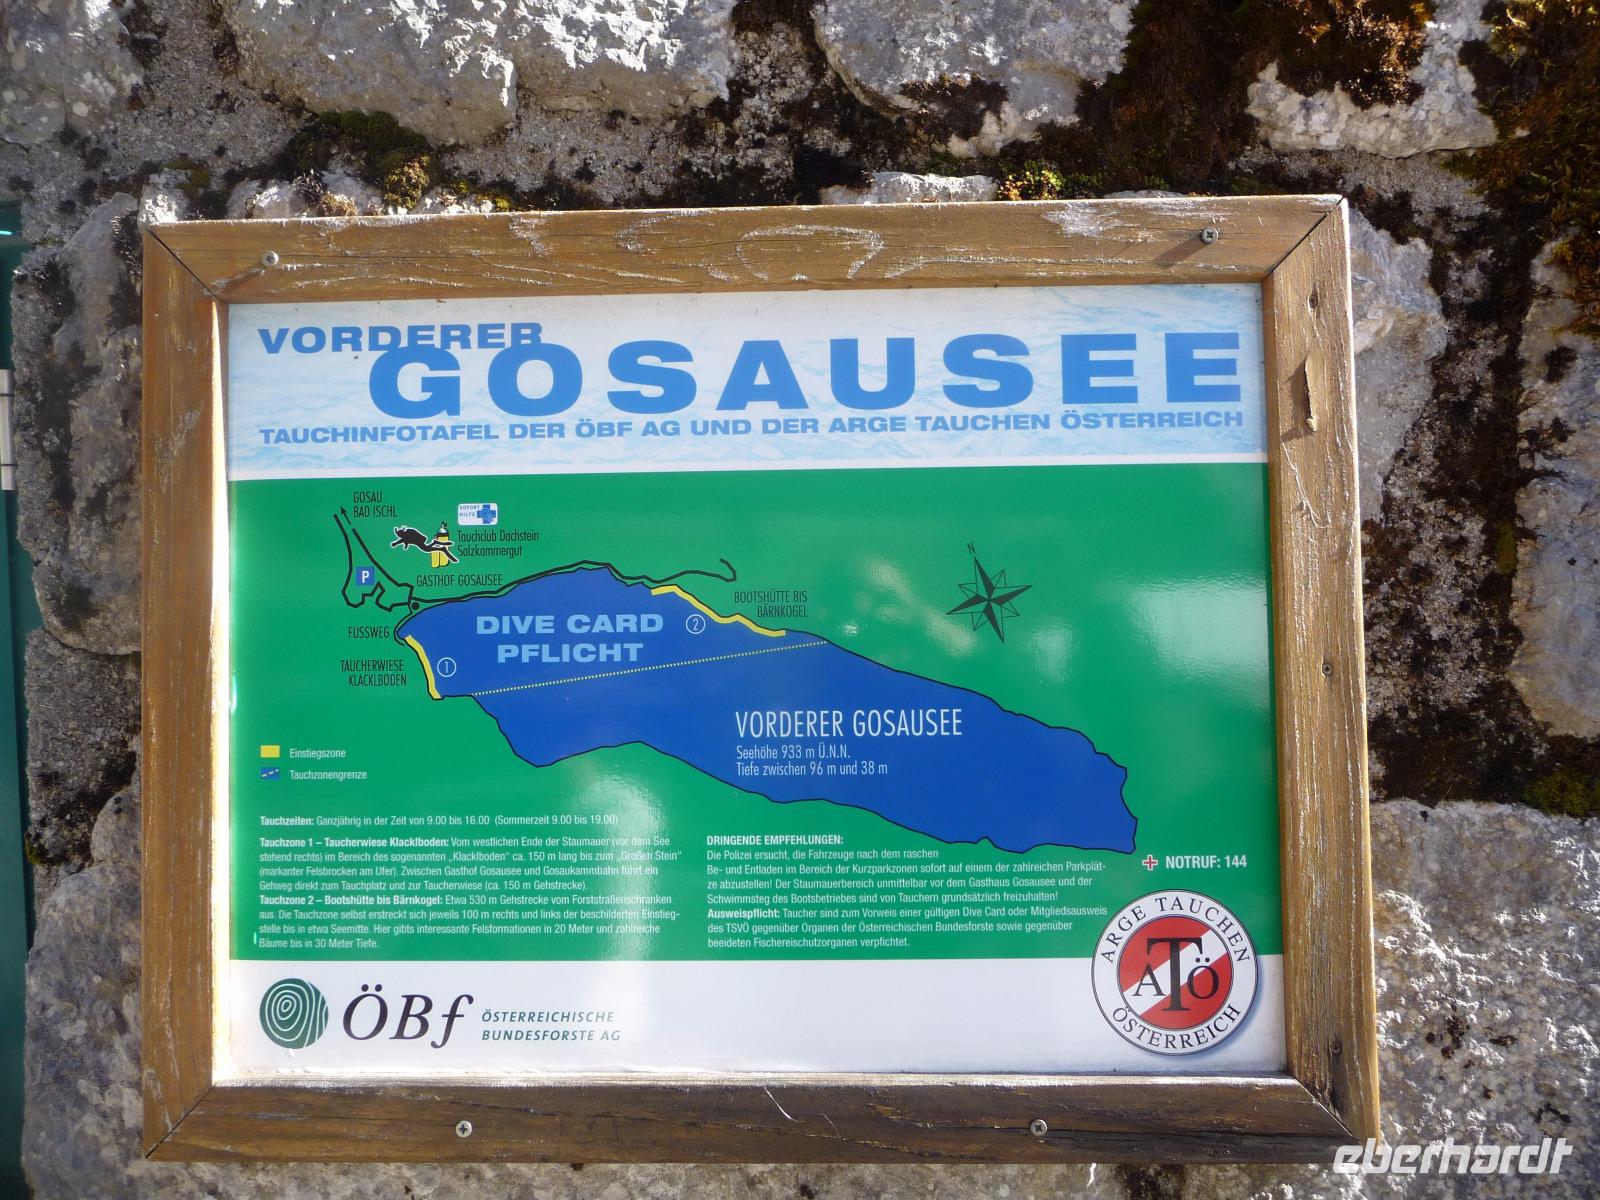 VORDERER
GOSAUSEE
TAUCHINFOTAFEL DER ÖBF AG UND DER ARGE TAUCHEN ÖSTERREICH
GOSAU
BAD ISCHL
SOFORT
HILFE
Tauchclub Dachstein
Salzkammergut
P
GASTHOF GOSAUSEE
N
BOOTSHÜTTE BIS
BÄRNKOGEL
DIVE CARD
PFLICHT
2
FUSSWEG
1
TAUCHERWIESE
KLACKLBODEN
VORDERER GOSAUSEE
Seehöhe 933 m Ü.N.N.
Tiefe zwischen 96 m und 38 m
Einstiegszone
Tauchzonengrenze
Tauchzeiten: Ganzjährig in der Zeit von 9.00 bis 16.00 (Sommerzeit 9.00 bis 19.00)
Tauchzone 1 – Taucherwiese Klacklboden: Vom westlichen Ende der Staumauer (vor dem See
stehend rechts) im Bereich des sogenannten „Klacklboden" ca. 150 m lang bis zum „Großen Stein"
(markanter Felsbrocken am Ufer). Zwischen Gasthof Gosausee und Gosaukammbahn führt ein
Gehweg direkt zum Tauchplatz und zur Taucherwiese (ca. 150 m Gehstrecke).
Tauchzone 2 – Bootshütte bis Bärnkogel: Etwa 530 m Gehstrecke vom Forststraßenschranken
aus. Die Tauchzone selbst erstreckt sich jeweils 100 m rechts und links der beschilderten Einstieg-
stelle bis in etwa Seemitte. Hier gibts interessante Felsformationen in 20 Meter und zahlreiche
Bäume bis in 30 Meter Tiefe.
DRINGENDE EMPFEHLUNGEN:
Die Polizei ersucht, die Fahrzeuge nach dem raschen
Be- und Entladen im Bereich der Kurzparkzonen sofort auf einem der zahlreichen Parkplät-
ze abzustellen! Der Staumauerbereich unmittelbar vor dem Gasthaus Gosausee und der
Schwimmsteg des Bootsbetriebes sind von Tauchern grundsätzlich freizuhalten!
Ausweispflicht: Taucher sind zum Vorweis einer gültigen Dive Card oder Mitgliedsausweis
des TSVÖ gegenüber Organen der Österreichischen Bundesforste sowie gegenüber
beeideten Fischereischutzorganen verpflichtet.
NOTRUF: 144
ARGE TAUCHEN
ATÖ
ÖSTERREICH
ÖBf
ÖSTERREICHISCHE
BUNDESFORSTE AG
eberhardt